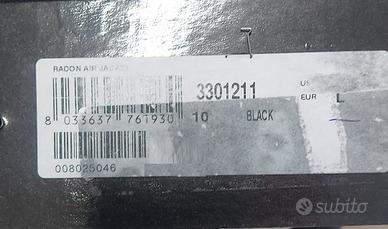 RADON AIR JACKET
3301211
US
EUR L
8 033637 761930
10 BLACK
008025046
subito